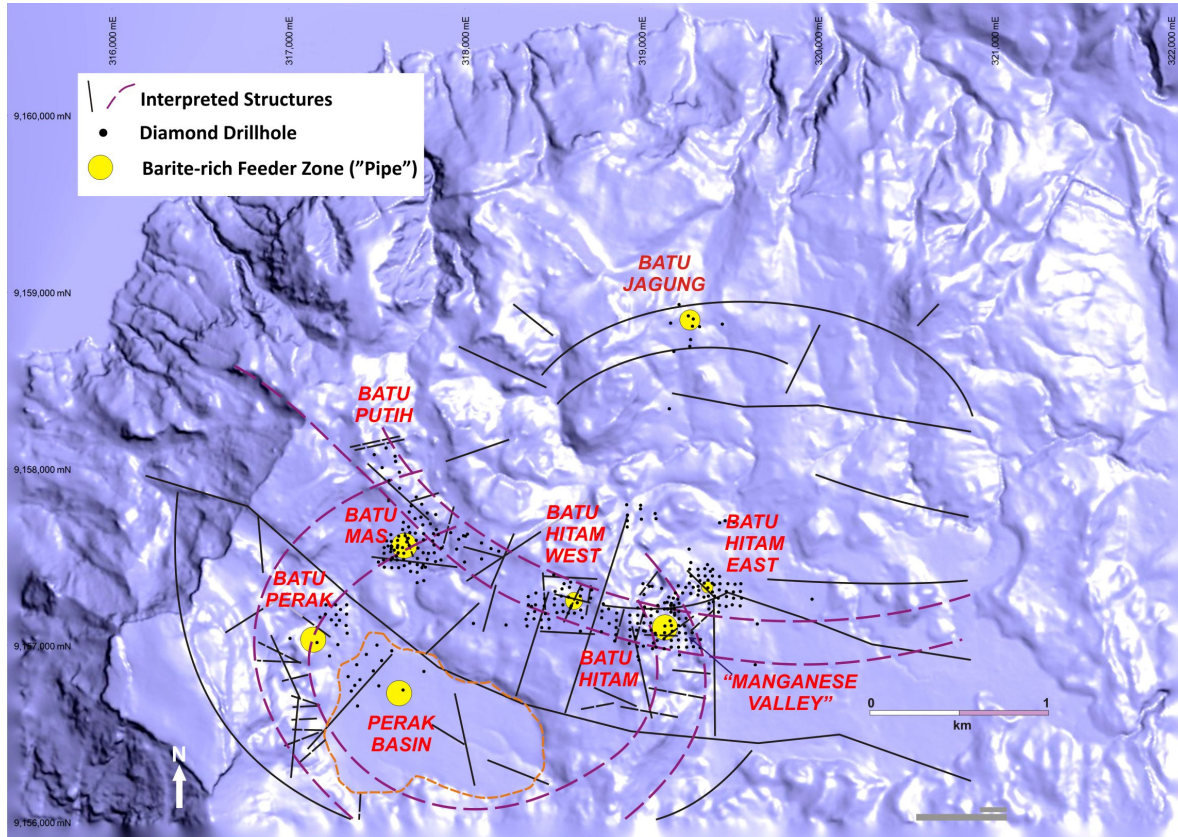 316,000 mE
317,000 mE
318,000 mE
319,000 mE
320,000 mE
321,000 mE
322,000 mE
Interpreted Structures
Diamond Drillhole
Barite-rich Feeder Zone ("Pipe")
9,160,000 mN
9,159,000 mN
9,158,000 mN
9,157,000 mN
9,156,000 mN
BATU
JAGUNG
BATU
PUTIH
BATU
MAS
BATU
HITAM
WEST
BATU
HITAM
EAST
BATU
PERAK
BATU
HITAM
"MANGANESE
VALLEY"
PERAK
BASIN
0 1
km
N